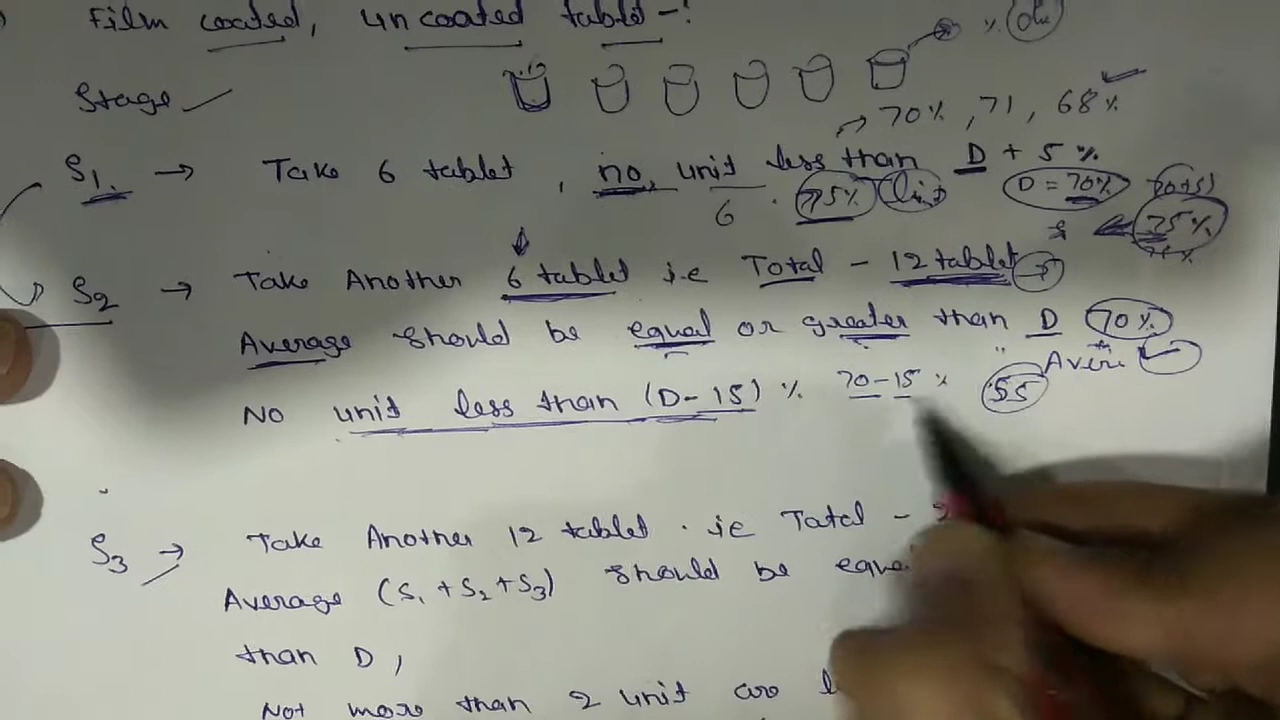 Film coated, uncoated tablet -:
Stage
70%, 71, 68%
S1. → Take 6 tablet, no, unit less than D + 5%
6 . 75% D = 70% 75%
S2 → Take Another 6 tablet i.e Total - 12 tablet
Average should be equal or greater than D 70%
No unit less than (D-15) % 70-15% 55
S3 → Take Another 12 tablet. ie Total -
Average (S1 + S2 + S3) should be
than D,
Not more than 2 unit are